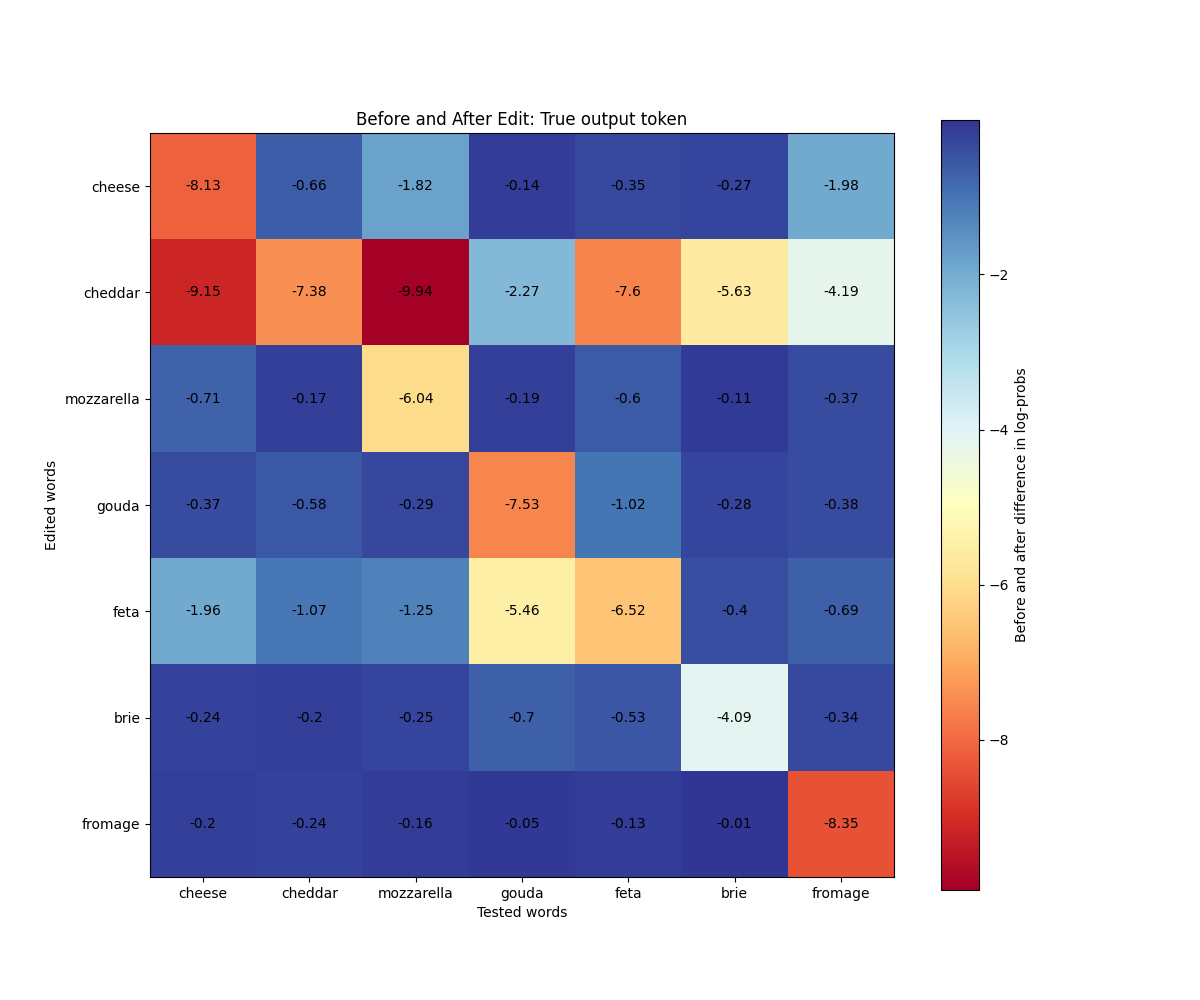 Before and After Edit: True output token
cheese -8.13 -0.66 -1.82 -0.14 -0.35 -0.27 -1.98
cheddar -9.15 -7.38 -9.94 -2.27 -7.6 -5.63 -4.19
mozzarella -0.71 -0.17 -6.04 -0.19 -0.6 -0.11 -0.37
gouda -0.37 -0.58 -0.29 -7.53 -1.02 -0.28 -0.38
feta -1.96 -1.07 -1.25 -5.46 -6.52 -0.4 -0.69
brie -0.24 -0.2 -0.25 -0.7 -0.53 -4.09 -0.34
fromage -0.2 -0.24 -0.16 -0.05 -0.13 -0.01 -8.35
cheese cheddar mozzarella gouda feta brie fromage
Tested words
Edited words
−2
−4
−6
−8
Before and after difference in log-probs